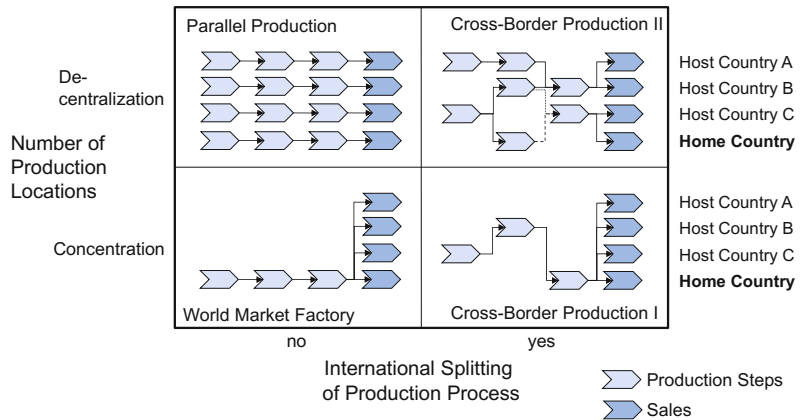 Parallel Production
Cross-Border Production II
De-
centralization
Host Country A
Host Country B
Host Country C
Home Country
Number of
Production
Locations
Concentration
Host Country A
Host Country B
Host Country C
Home Country
World Market Factory
Cross-Border Production I
no
yes
International Splitting
of Production Process
Production Steps
Sales